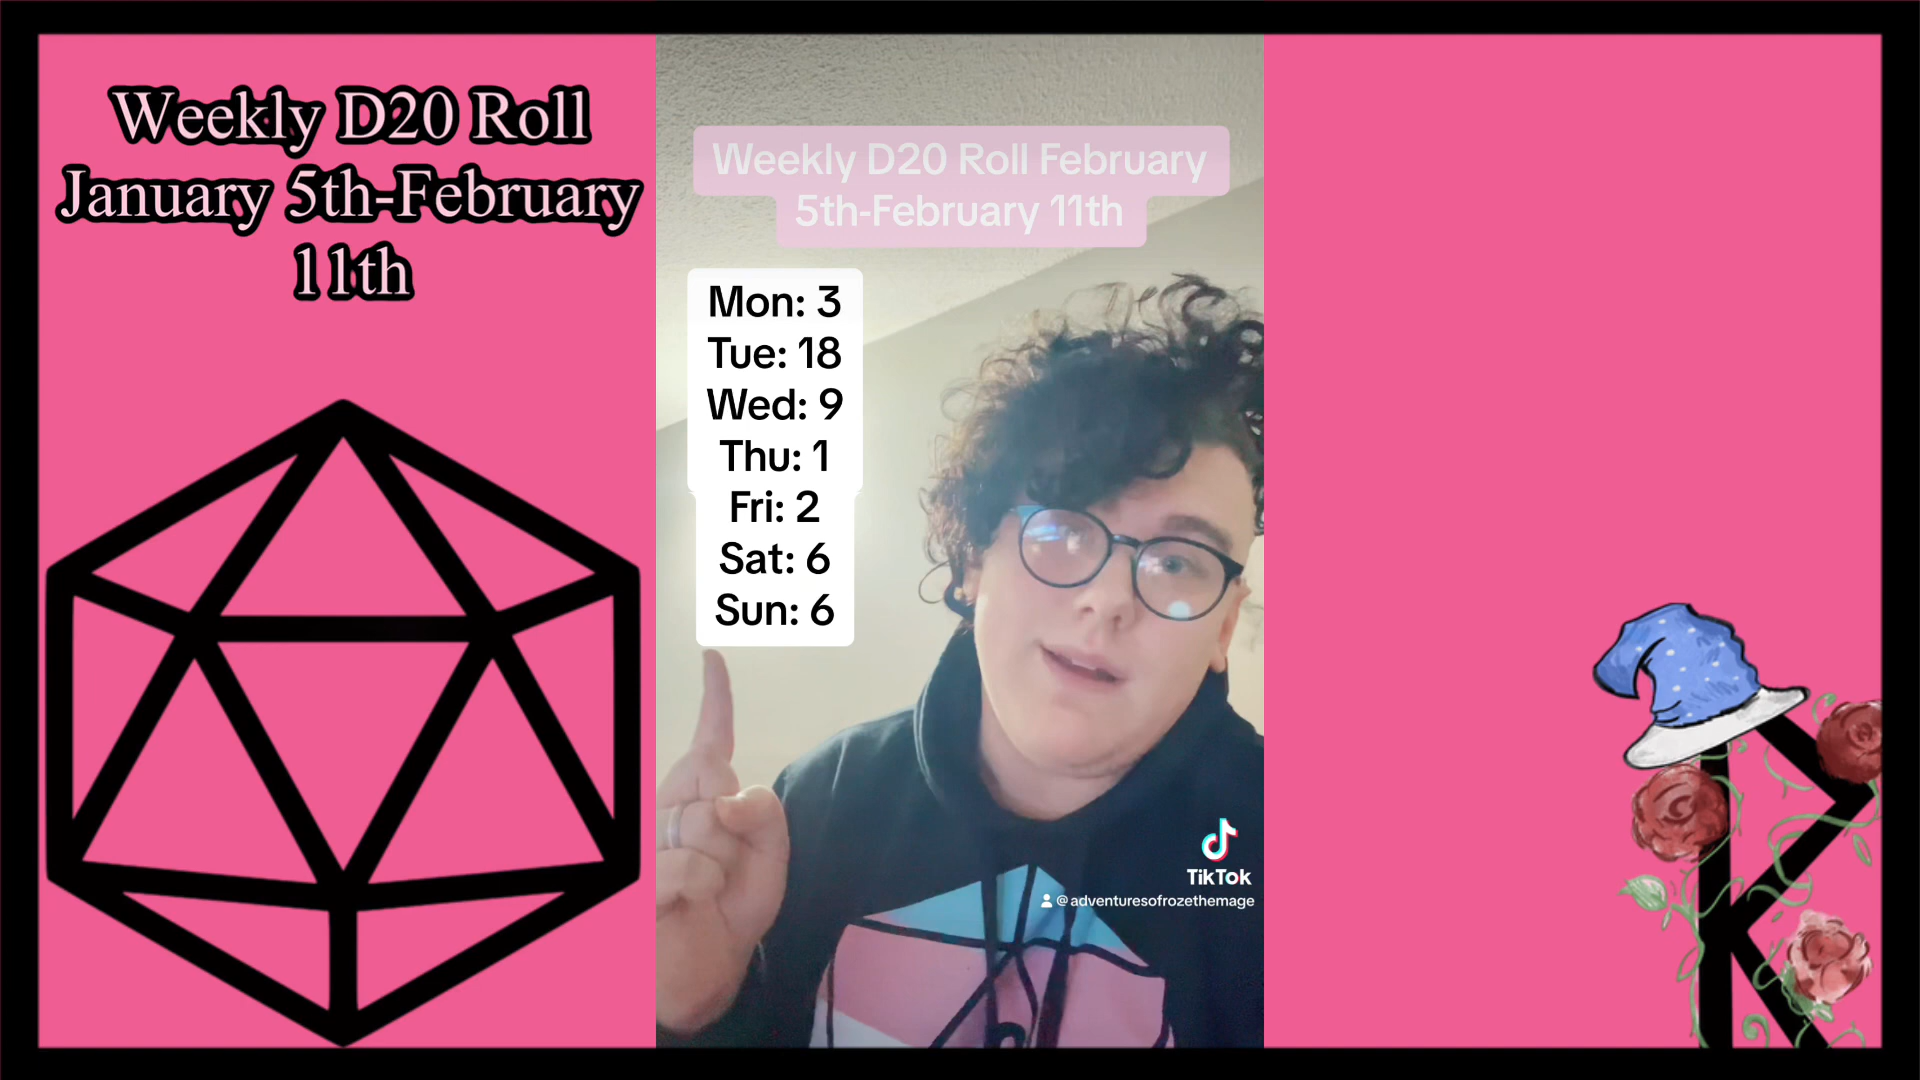 Weekly D20 Roll
January 5th-February
11th
Weekly D20 Roll February
5th-February 11th
Mon: 3
Tue: 18
Wed: 9
Thu: 1
Fri: 2
Sat: 6
Sun: 6
TikTok
@adventuresofrozethemage